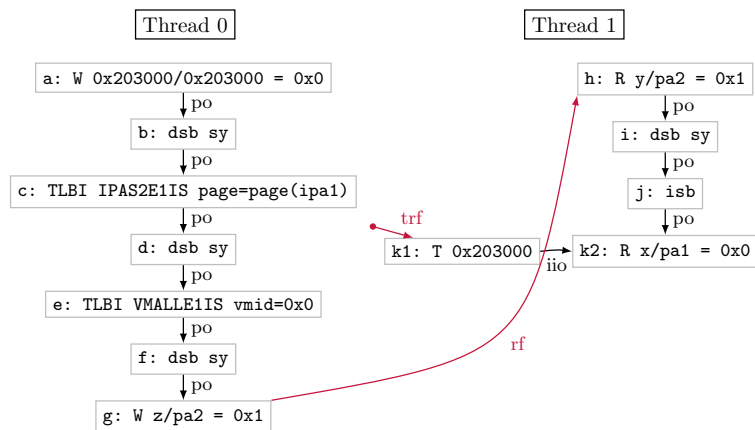 Thread 0
Thread 1
a: W 0x203000/0x203000 = 0x0
po
b: dsb sy
po
c: TLBI IPAS2E1IS page=page(ipa1)
po
d: dsb sy
po
e: TLBI VMALLE1IS vmid=0x0
po
f: dsb sy
po
g: W z/pa2 = 0x1
h: R y/pa2 = 0x1
po
i: dsb sy
po
j: isb
po
trf
k1: T 0x203000
iio
k2: R x/pa1 = 0x0
rf